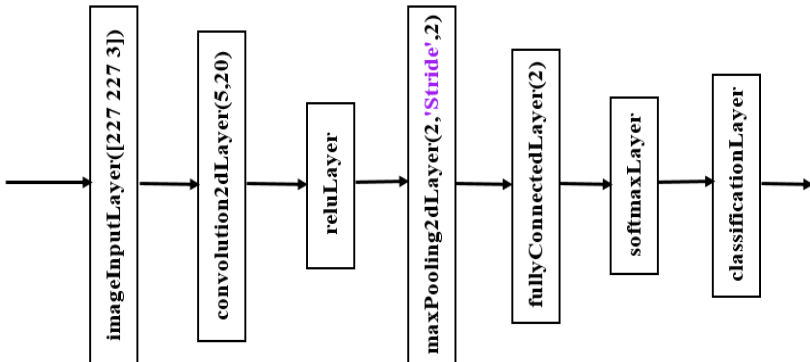 imageInputLayer([227 227 3])
convolution2dLayer(5,20)
reluLayer
maxPooling2dLayer(2,'Stride',2)
fullyConnectedLayer(2)
softmaxLayer
classificationLayer